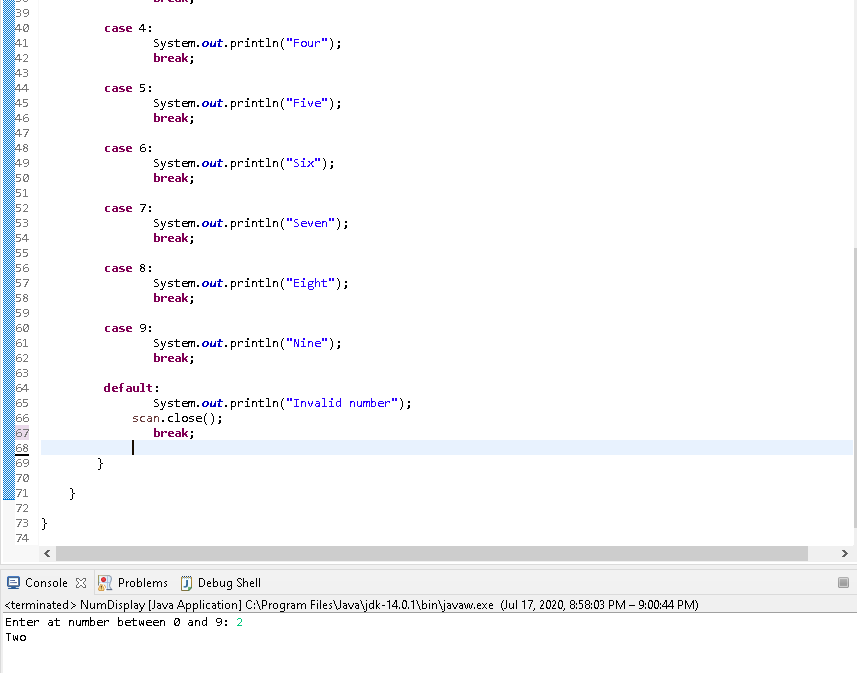 38 break;
39
40 case 4:
41 System.out.println("Four");
42 break;
43
44 case 5:
45 System.out.println("Five");
46 break;
47
48 case 6:
49 System.out.println("Six");
50 break;
51
52 case 7:
53 System.out.println("Seven");
54 break;
55
56 case 8:
57 System.out.println("Eight");
58 break;
59
60 case 9:
61 System.out.println("Nine");
62 break;
63
64 default:
65 System.out.println("Invalid number");
66 scan.close();
67 break;
68
69 }
70
71 }
72
73 }
74
Console Problems Debug Shell
<terminated> NumDisplay [Java Application] C:\Program Files\Java\jdk-14.0.1\bin\javaw.exe (Jul 17, 2020, 8:58:03 PM – 9:00:44 PM)
Enter at number between 0 and 9: 2
Two